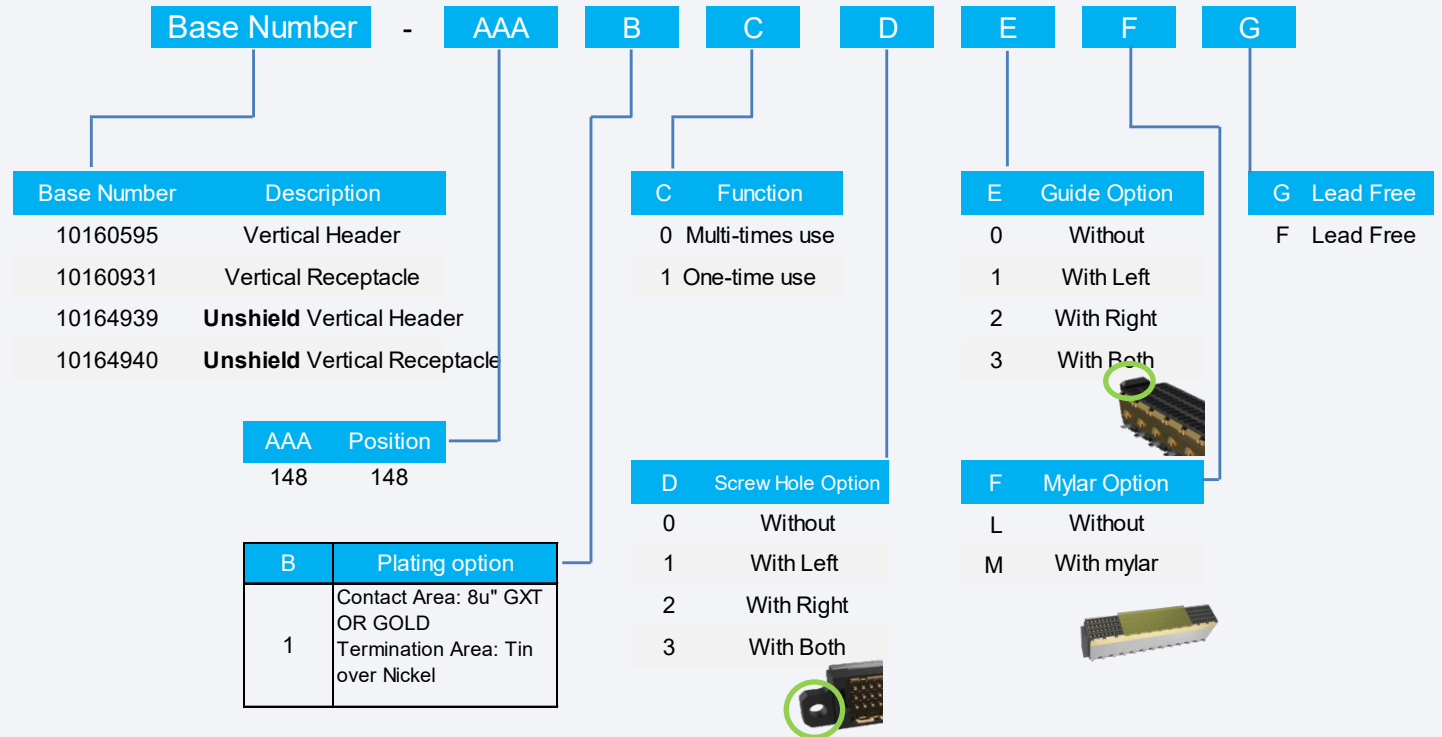 Base Number - AAA B C D E F G
Base Number Description
10160595 Vertical Header
10160931 Vertical Receptacle
10164939 Unshield Vertical Header
10164940 Unshield Vertical Receptacle
AAA Position
148 148
B Plating option
1
Contact Area: 8u" GXT
OR GOLD
Termination Area: Tin
over Nickel
C Function
0 Multi-times use
1 One-time use
D Screw Hole Option
0 Without
1 With Left
2 With Right
3 With Both
E Guide Option
0 Without
1 With Left
2 With Right
3 With Both
F Mylar Option
L Without
M With mylar
G Lead Free
F Lead Free